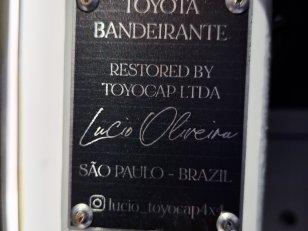 TOYOTA
BANDEIRANTE
RESTORED BY
TOYOCAP LTDA
Lucio Oliveira
SÃO PAULO - BRAZIL
lucio_toyocap4x4